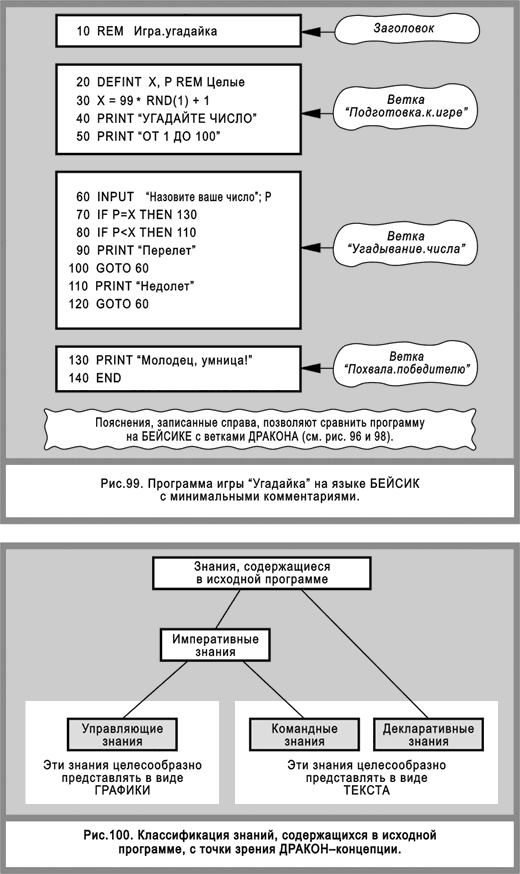 10 REM Игра.угадайка
Заголовок
20 DEFINT X, P REM Целые
30 X = 99 * RND(1) + 1
40 PRINT “УГАДАЙТЕ ЧИСЛО”
50 PRINT “ОТ 1 ДО 100”
Ветка
“Подготовка.к.игре”
60 INPUT “Назовите ваше число”; P
70 IF P=X THEN 130
80 IF P<X THEN 110
90 PRINT “Перелет”
100 GOTO 60
110 PRINT “Недолет”
120 GOTO 60
Ветка
“Угадывание.числа”
130 PRINT “Молодец, умница!”
140 END
Ветка
“Похвала.победителю”
Пояснения, записанные справа, позволяют сравнить программу
на БЕЙСИКЕ с ветками ДРАКОНА (см. рис. 96 и 98).
Рис.99. Программа игры “Угадайка” на языке БЕЙСИК
с минимальными комментариями.
Знания, содержащиеся
в исходной программе
Императивные
знания
Управляющие
знания
Командные
знания
Декларативные
знания
Эти знания целесообразно
представлять в виде
ГРАФИКИ
Эти знания целесообразно
представлять в виде
ТЕКСТА
Рис.100. Классификация знаний, содержащихся в исходной
программе, с точки зрения ДРАКОН–концепции.